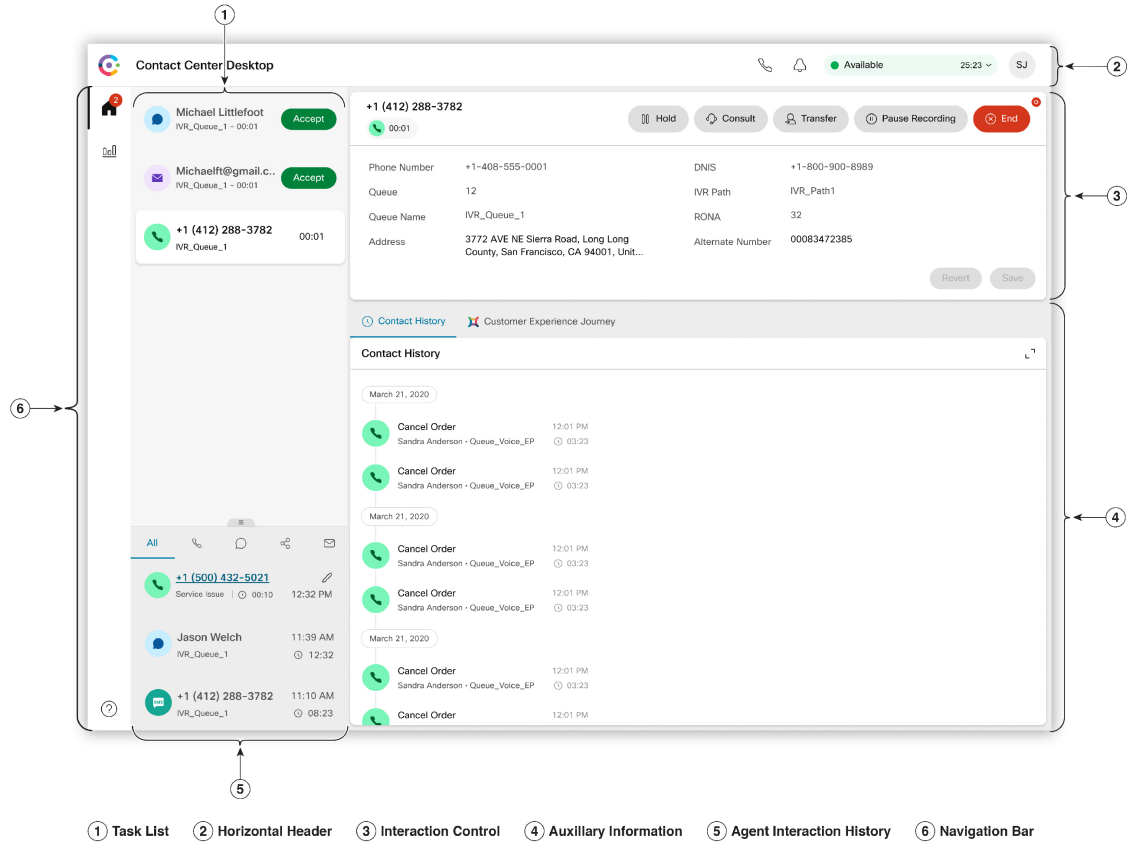 1
Contact Center Desktop
Available
25:23
SJ
2
2
Michael Littlefoot
IVR_Queue_1 - 00:01
Accept
Michaelft@gmail.c..
IVR_Queue_1 - 00:01
Accept
+1 (412) 288-3782
IVR_Queue_1
00:01
+1 (412) 288-3782
00:01
Hold
Consult
Transfer
Pause Recording
End
0
Phone Number
+1-408-555-0001
DNIS
+1-800-900-8989
Queue
12
IVR Path
IVR_Path1
Queue Name
IVR_Queue_1
RONA
32
Address
3772 AVE NE Sierra Road, Long Long
County, San Francisco, CA 94001, Unit...
Alternate Number
00083472385
Revert
Save
3
Contact History
Customer Experience Journey
Contact History
March 21, 2020
Cancel Order
12:01 PM
Sandra Anderson • Queue_Voice_EP
03:23
Cancel Order
12:01 PM
Sandra Anderson • Queue_Voice_EP
03:23
March 21, 2020
Cancel Order
12:01 PM
Sandra Anderson • Queue_Voice_EP
03:23
Cancel Order
12:01 PM
Sandra Anderson • Queue_Voice_EP
03:23
March 21, 2020
Cancel Order
12:01 PM
Sandra Anderson • Queue_Voice_EP
03:23
Cancel Order
12:01 PM
4
6
All
+1 (500) 432-5021
Service issue | 00:10
12:32 PM
Jason Welch
11:39 AM
IVR_Queue_1
12:32
SMS
+1 (412) 288-3782
11:10 AM
IVR_Queue_1
08:23
?
5
1 Task List 2 Horizontal Header 3 Interaction Control 4 Auxiliary Information 5 Agent Interaction History 6 Navigation Bar